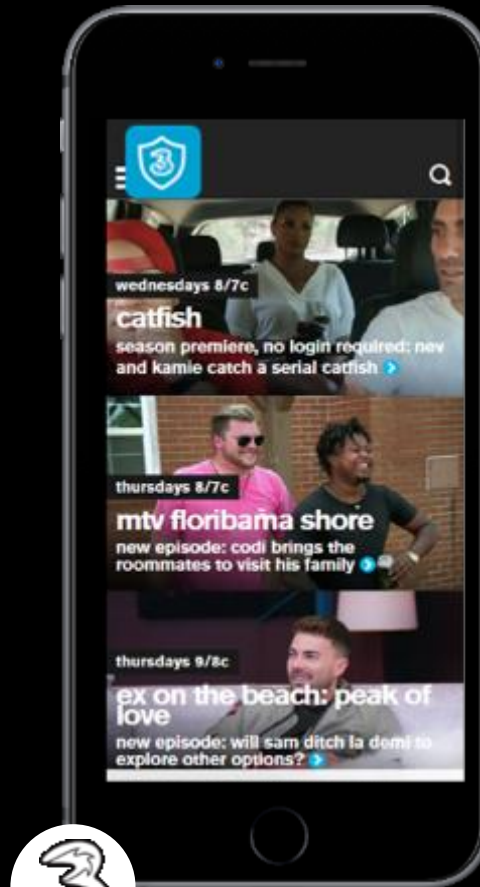 3
wednesdays 8/7c
catfish
season premiere, no login required: nev
and kamie catch a serial catfish
thursdays 8/7c
mtv floribama shore
new episode: codi brings the
roommates to visit his family
thursdays 9/8c
ex on the beach: peak of
love
new episode: will sam ditch la demi to
explore other options?
3